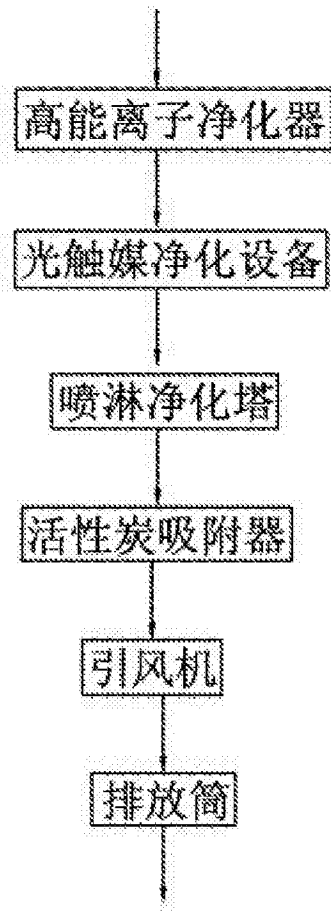 高能离子净化器
光触媒净化设备
喷淋净化塔
活性炭吸附器
引风机
排放筒